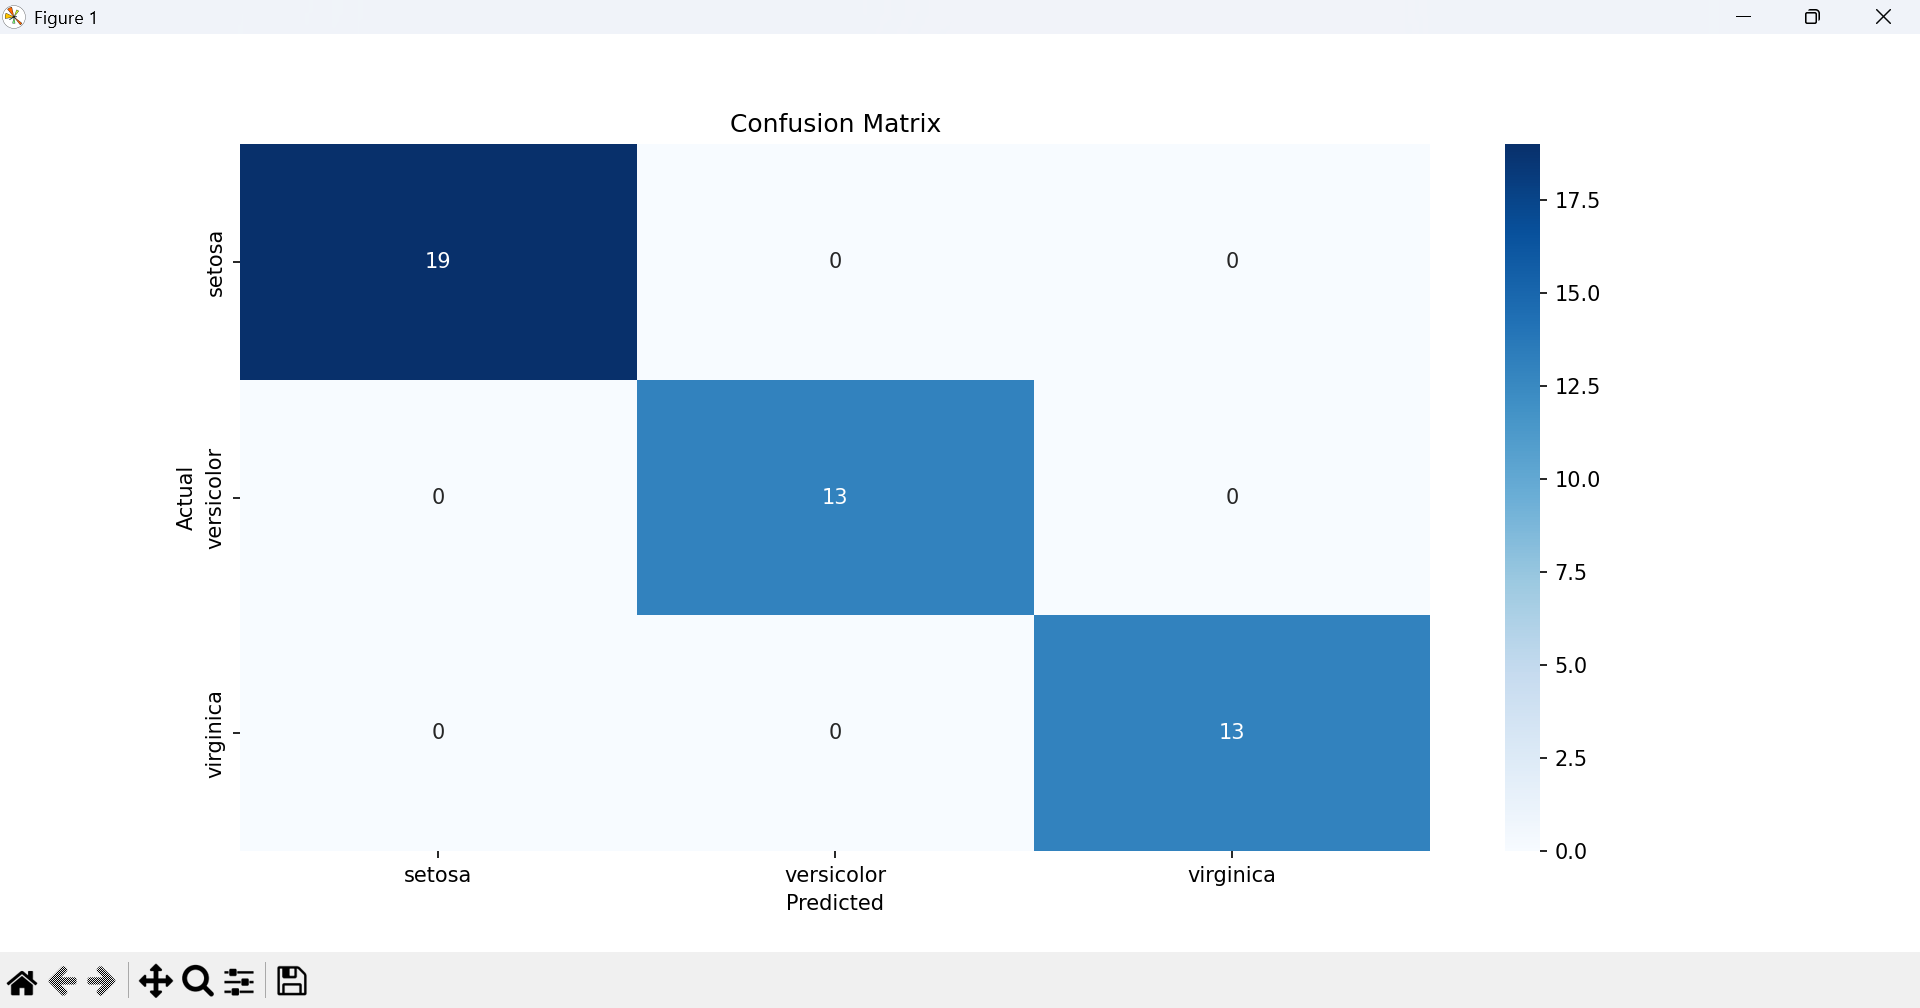 Figure 1
Confusion Matrix
17.5
15.0
12.5
10.0
7.5
5.0
2.5
0.0
Actual
setosa
versicolor
virginica
19 0 0
0 13 0
0 0 13
setosa versicolor virginica
Predicted